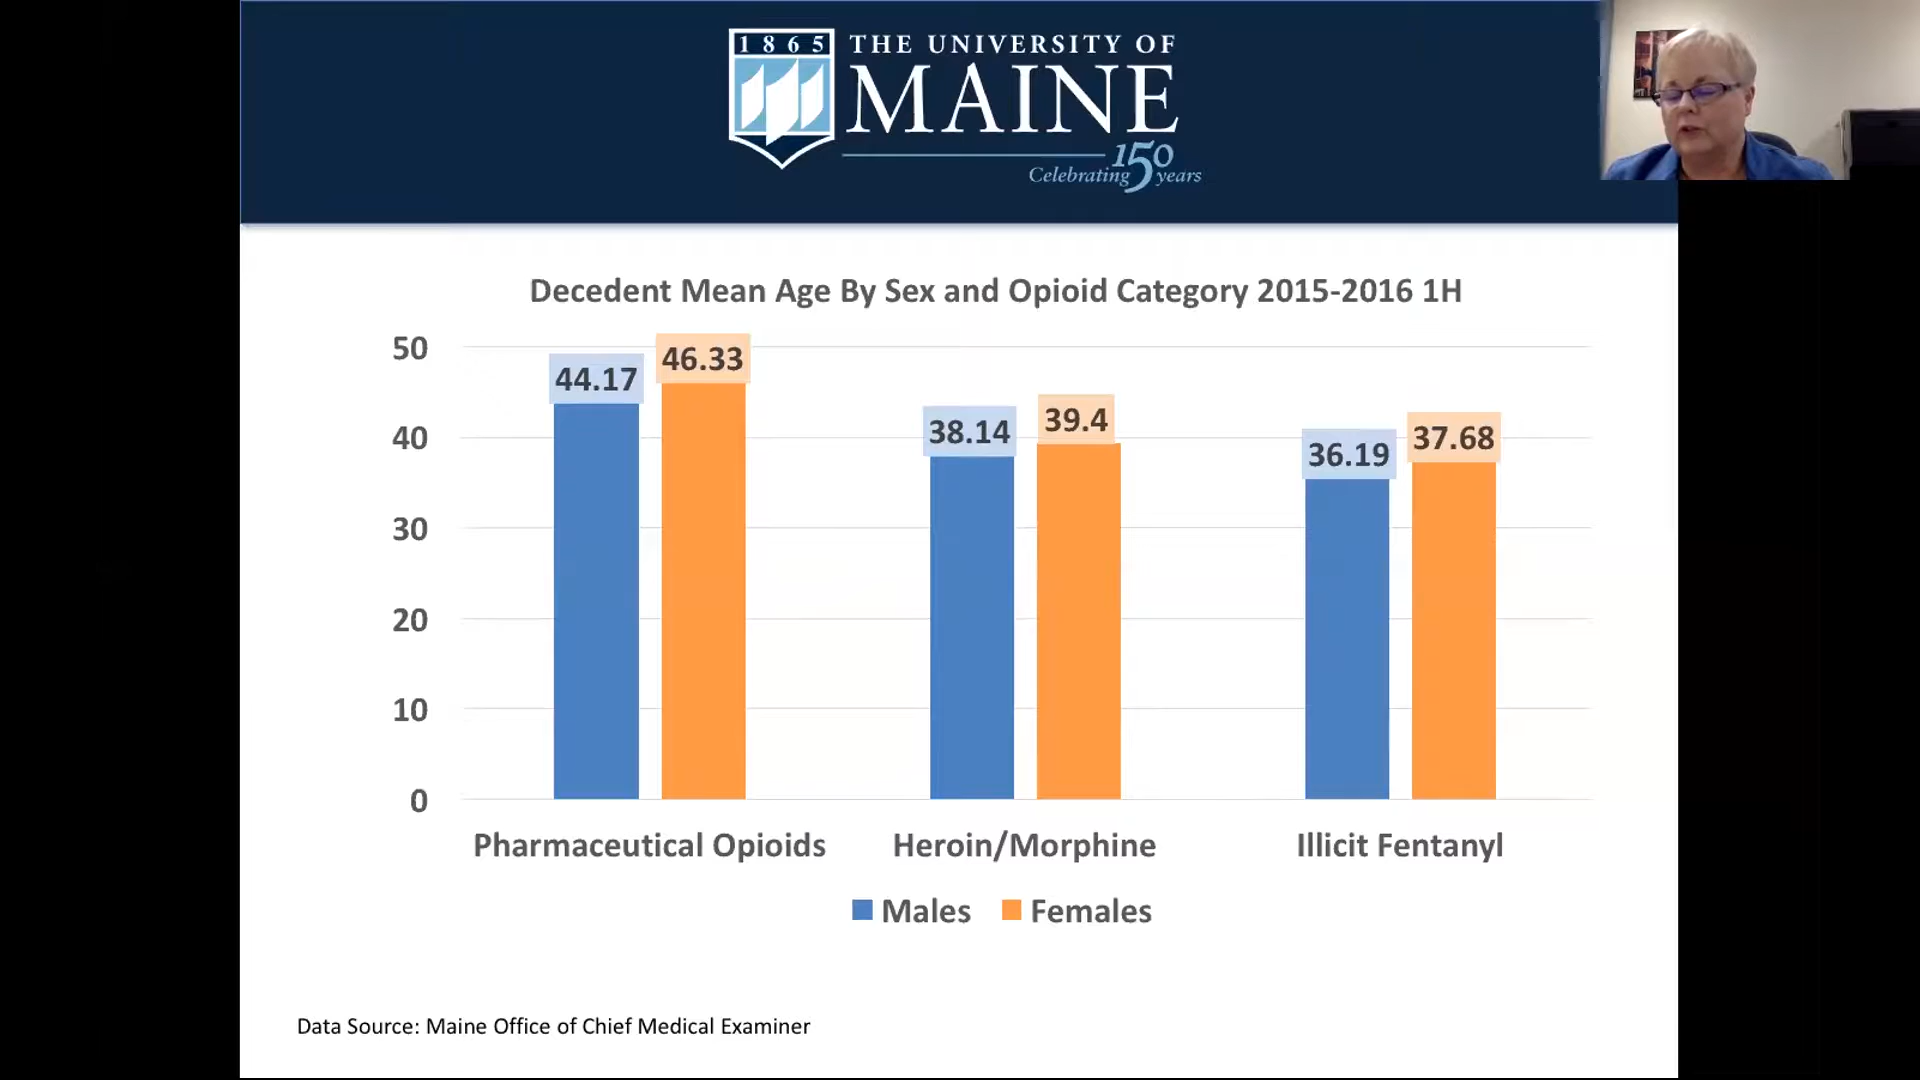 1865
THE UNIVERSITY OF
MAINE
Celebrating 150 years
Decedent Mean Age By Sex and Opioid Category 2015-2016 1H
50
40
30
20
10
0
44.17
46.33
38.14
39.4
36.19
37.68
Pharmaceutical Opioids
Heroin/Morphine
Illicit Fentanyl
Males
Females
Data Source: Maine Office of Chief Medical Examiner